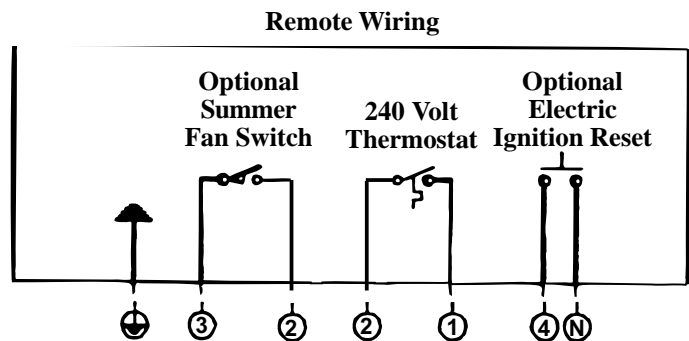 Remote Wiring
Optional
Summer
Fan Switch
240 Volt
Thermostat
Optional
Electric
Ignition Reset
3 2 2 1 4 N